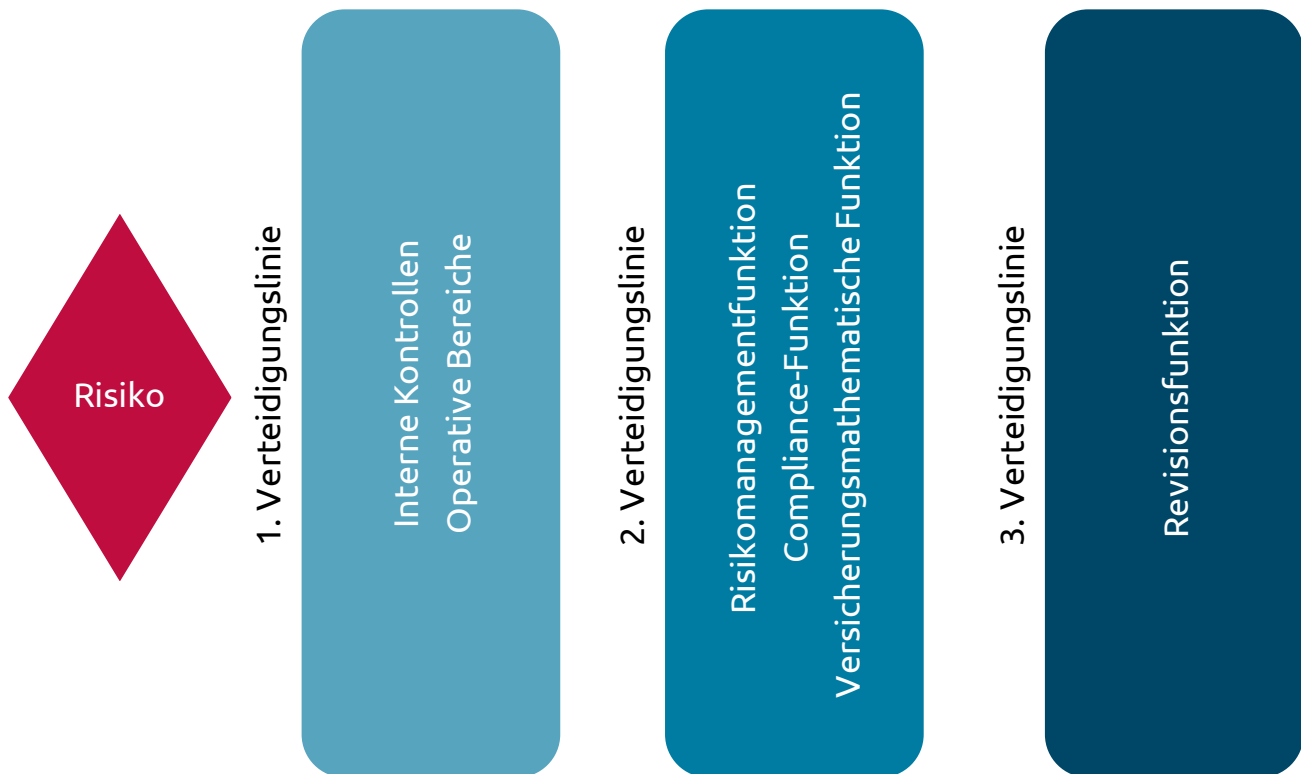 Risiko
1. Verteidigungslinie
Interne Kontrollen
Operative Bereiche
2. Verteidigungslinie
Risikomanagementfunktion
Compliance-Funktion
Versicherungsmathematische Funktion
3. Verteidigungslinie
Revisionsfunktion